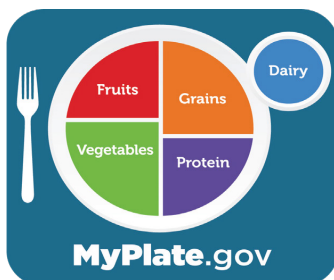 Dairy
Fruits
Grains
Vegetables
Protein
MyPlate.gov